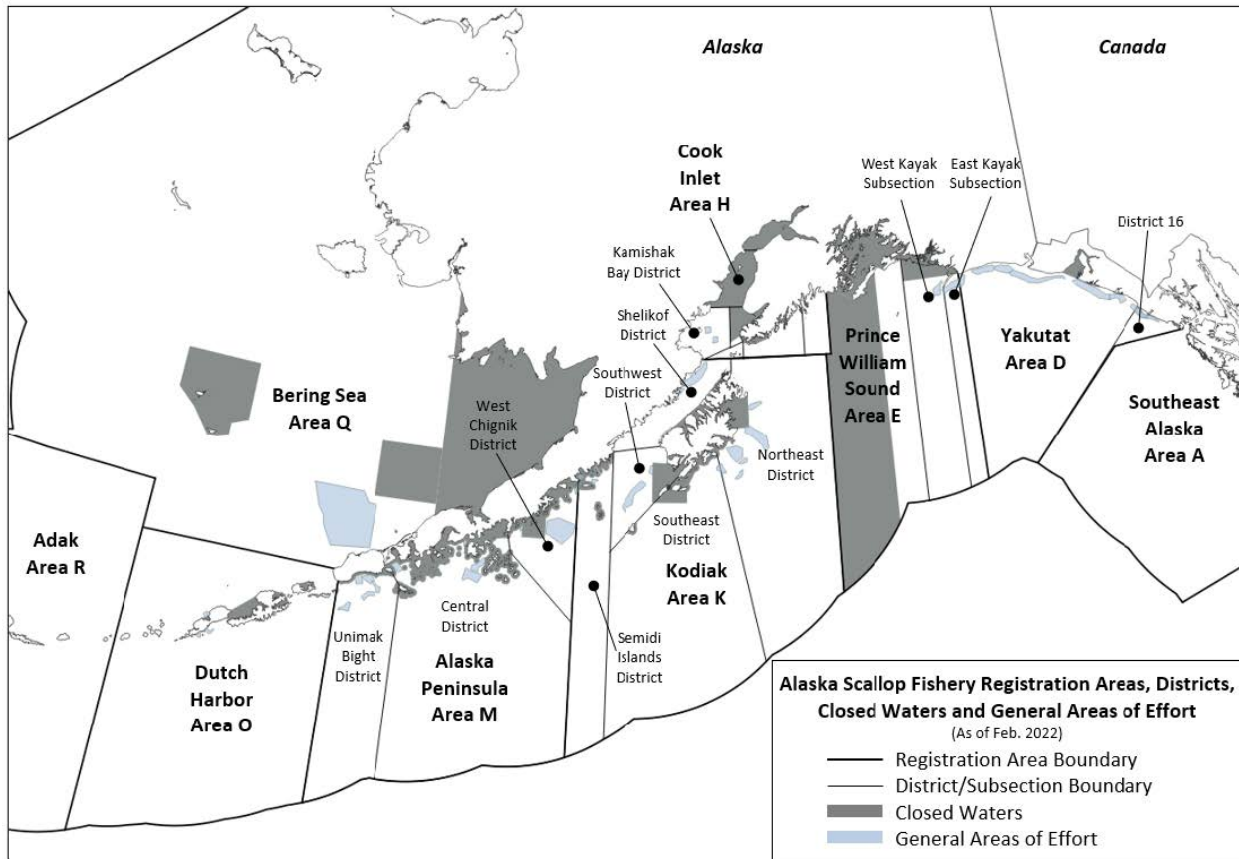 Alaska
Canada
Cook
Inlet
Area H
West Kayak
Subsection
East Kayak
Subsection
District 16
Kamishak
Bay District
Shelikof
District
Southwest
District
West
Chignik
District
Bering Sea
Area Q
Prince
William
Sound
Area E
Yakutat
Area D
Southeast
Alaska
Area A
Northeast
District
Southeast
District
Kodiak
Area K
Adak
Area R
Central
District
Unimak
Bight
District
Semidi
Islands
District
Alaska
Peninsula
Area M
Dutch
Harbor
Area O
Alaska Scallop Fishery Registration Areas, Districts,
Closed Waters and General Areas of Effort
(As of Feb. 2022)
Registration Area Boundary
District/Subsection Boundary
Closed Waters
General Areas of Effort